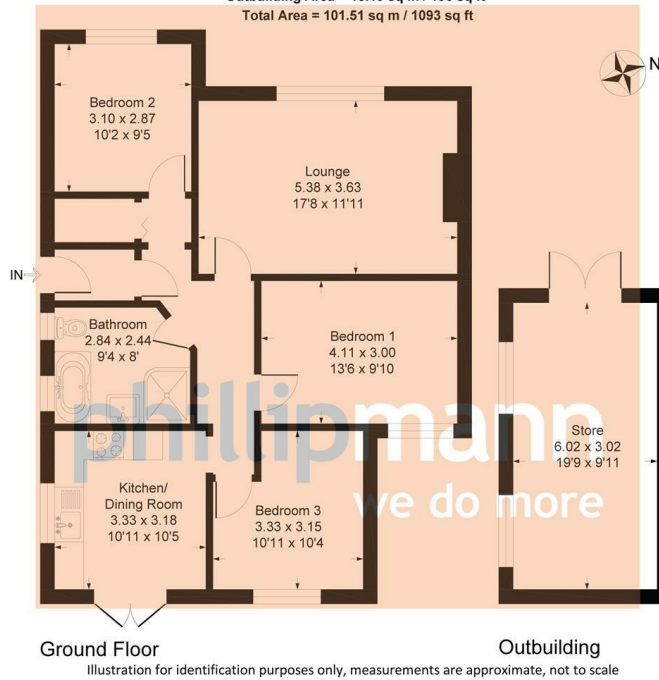 Total Area = 101.51 sq m / 1093 sq ft
N
Bedroom 2
3.10 x 2.87
10'2 x 9'5
Lounge
5.38 x 3.63
17'8 x 11'11
IN
Bathroom
2.84 x 2.44
9'4 x 8'
Bedroom 1
4.11 x 3.00
13'6 x 9'10
phillipmann
we do more
Store
6.02 x 3.02
19'9 x 9'11
Kitchen/
Dining Room
3.33 x 3.18
10'11 x 10'5
Bedroom 3
3.33 x 3.15
10'11 x 10'4
Ground Floor
Outbuilding
Illustration for identification purposes only, measurements are approximate, not to scale